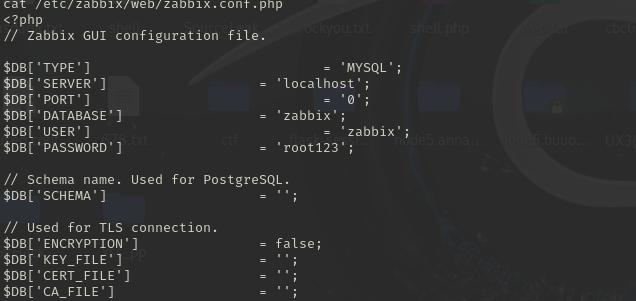 cat /etc/zabbix/web/zabbix.conf.php
<?php
// Zabbix GUI configuration file.
$DB['TYPE'] = 'MYSQL';
$DB['SERVER'] = 'localhost';
$DB['PORT'] = '0';
$DB['DATABASE'] = 'zabbix';
$DB['USER'] = 'zabbix';
$DB['PASSWORD'] = 'root123';
// Schema name. Used for PostgreSQL.
$DB['SCHEMA'] = '';
// Used for TLS connection.
$DB['ENCRYPTION'] = false;
$DB['KEY_FILE'] = '';
$DB['CERT_FILE'] = '';
$DB['CA_FILE'] = '';